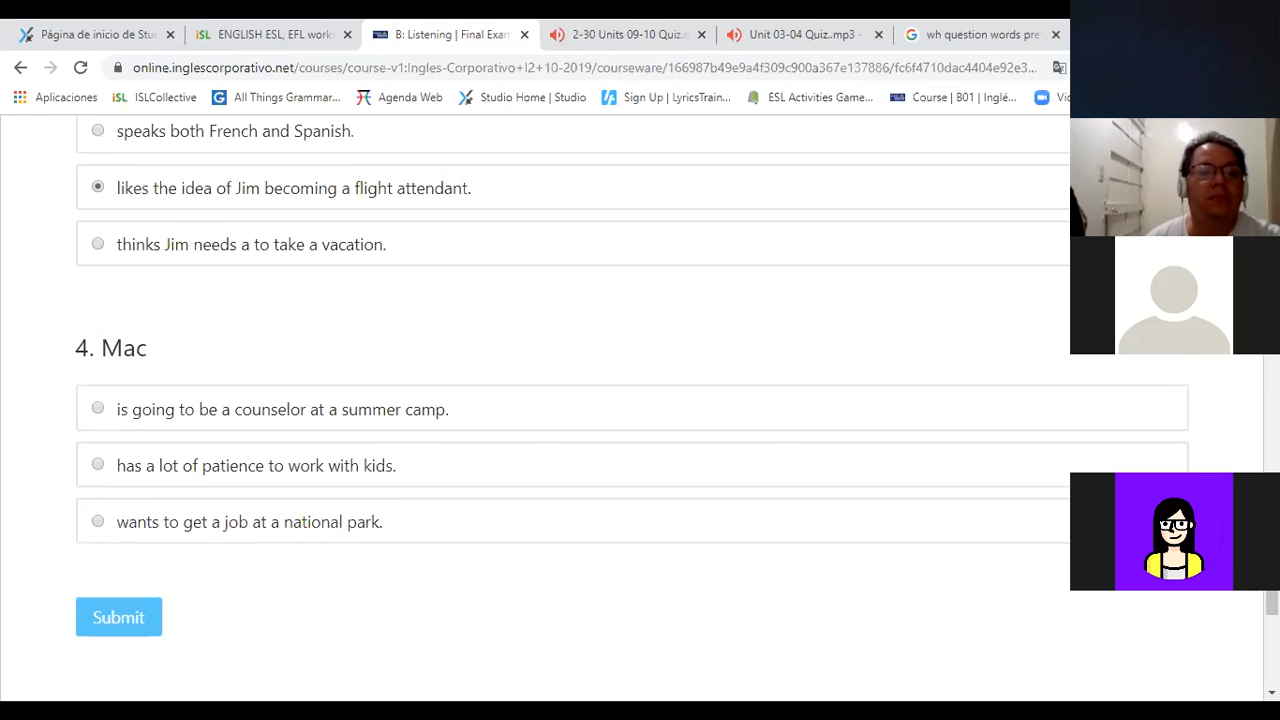 Página de inicio de Stu
ENGLISH ESL, EFL work
B: Listening | Final Exam
2-30 Units 09-10 Quiz.m
Unit 03-04 Quiz..mp3 -
wh question words pre
online.inglescorporativo.net/courses/course-v1:Ingles-Corporativo+I2+10-2019/courseware/166987b49e9a4f309c900a367e137886/fc6f4710dac4404e92e3...
Aplicaciones
ISLCollective
All Things Grammar...
Agenda Web
Studio Home | Studio
Sign Up | LyricsTrain...
ESL Activities Game...
Course | B01 | Inglé...
speaks both French and Spanish.
likes the idea of Jim becoming a flight attendant.
thinks Jim needs a to take a vacation.
4. Mac
is going to be a counselor at a summer camp.
has a lot of patience to work with kids.
wants to get a job at a national park.
Submit